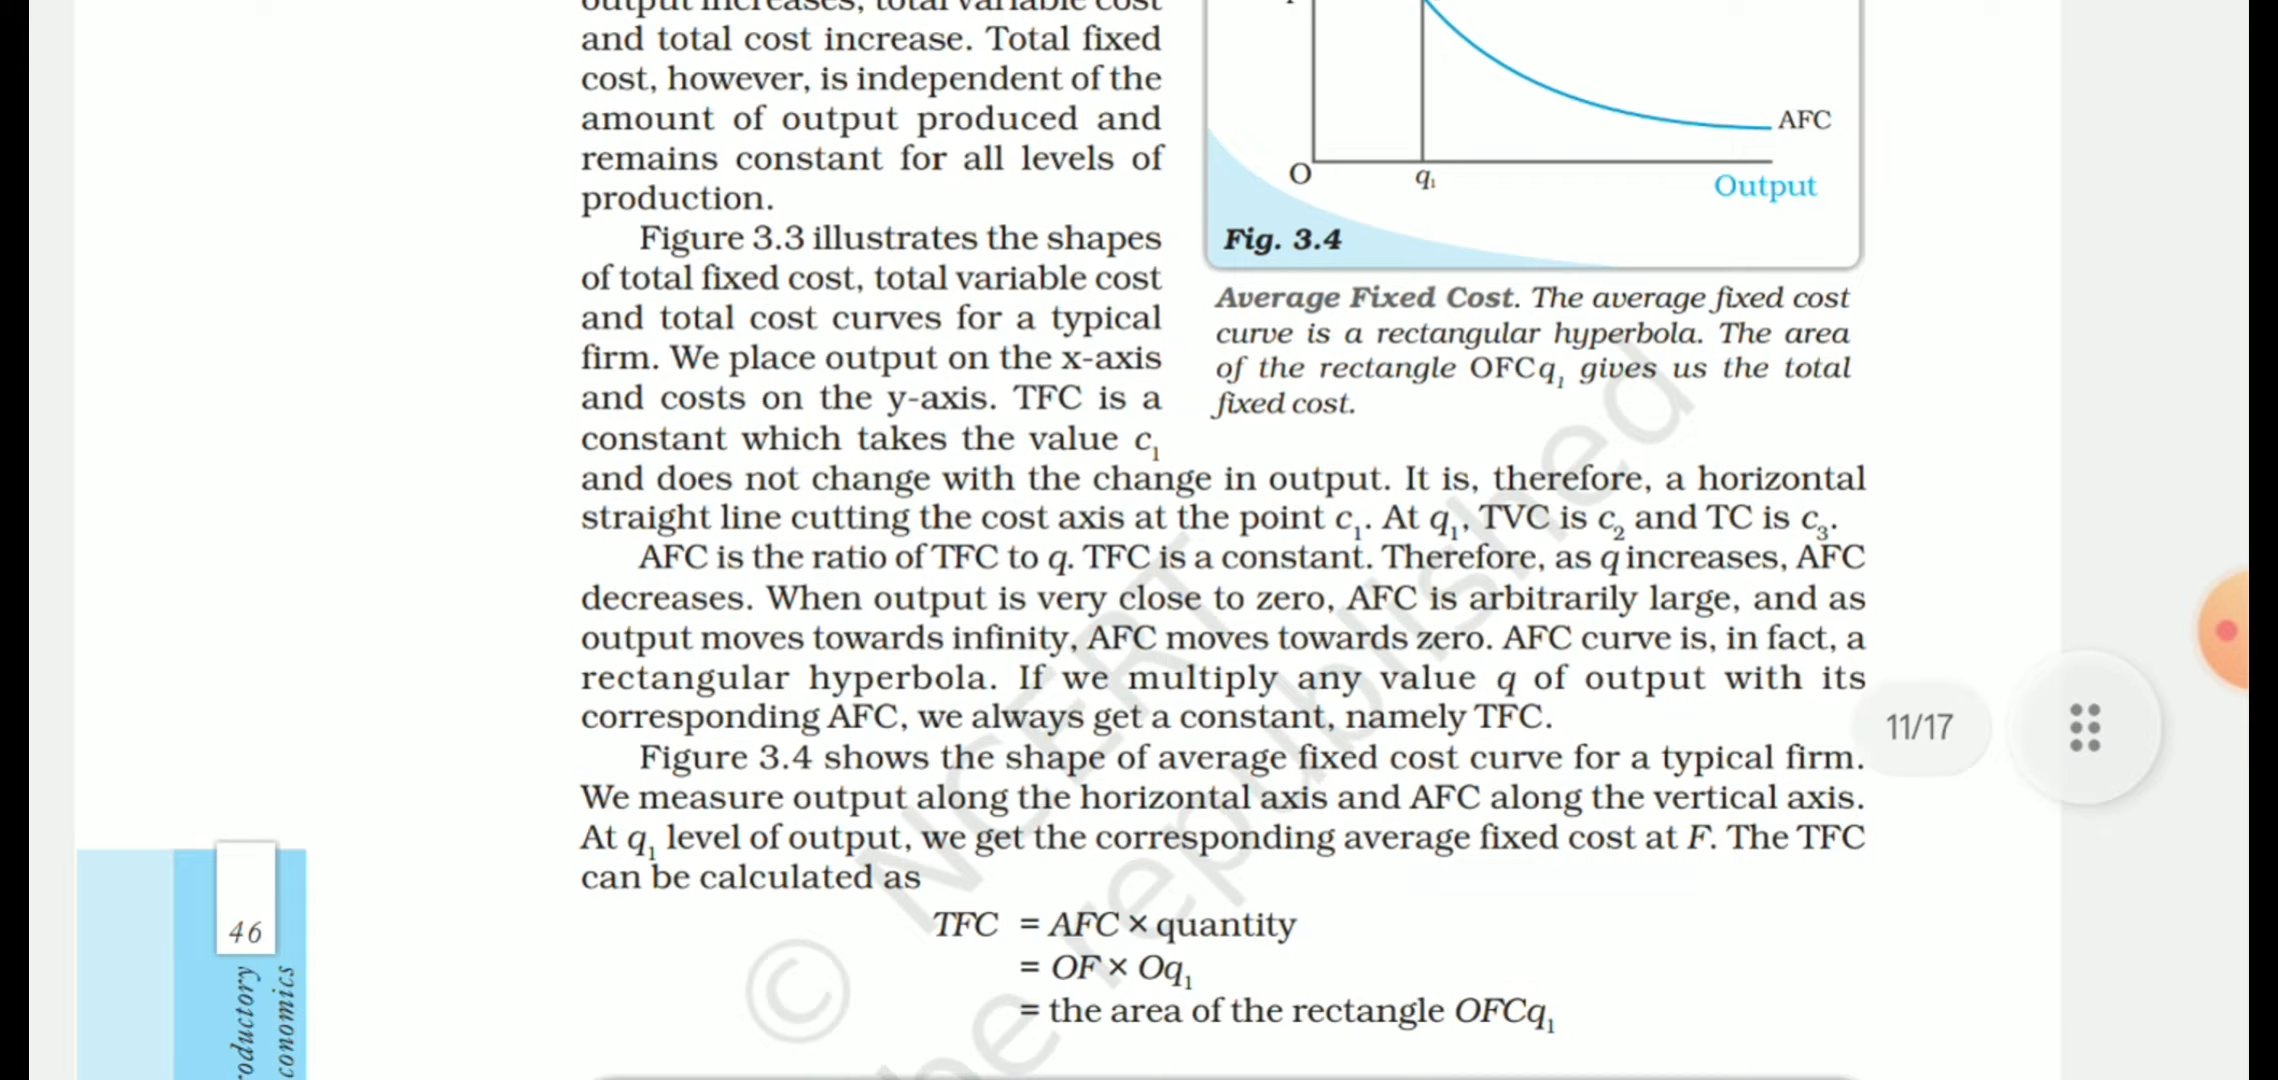 output increases, total variable cost
and total cost increase. Total fixed
cost, however, is independent of the
amount of output produced and
remains constant for all levels of
production.
Figure 3.3 illustrates the shapes
of total fixed cost, total variable cost
and total cost curves for a typical
firm. We place output on the x-axis
and costs on the y-axis. TFC is a
constant which takes the value c₁
AFC
O
q₁
Output
Fig. 3.4
Average Fixed Cost. The average fixed cost
curve is a rectangular hyperbola. The area
of the rectangle OFCq₁ gives us the total
fixed cost.
and does not change with the change in output. It is, therefore, a horizontal
straight line cutting the cost axis at the point c₁. At q₁, TVC is c₂ and TC is c₃.
AFC is the ratio of TFC to q. TFC is a constant. Therefore, as q increases, AFC
decreases. When output is very close to zero, AFC is arbitrarily large, and as
output moves towards infinity, AFC moves towards zero. AFC curve is, in fact, a
rectangular hyperbola. If we multiply any value q of output with its
corresponding AFC, we always get a constant, namely TFC.
Figure 3.4 shows the shape of average fixed cost curve for a typical firm.
We measure output along the horizontal axis and AFC along the vertical axis.
At q₁ level of output, we get the corresponding average fixed cost at F. The TFC
can be calculated as
TFC = AFC × quantity
= OF × Oq₁
= the area of the rectangle OFCq₁
11/17
46
oductory
conomics
© NCERT
e republished